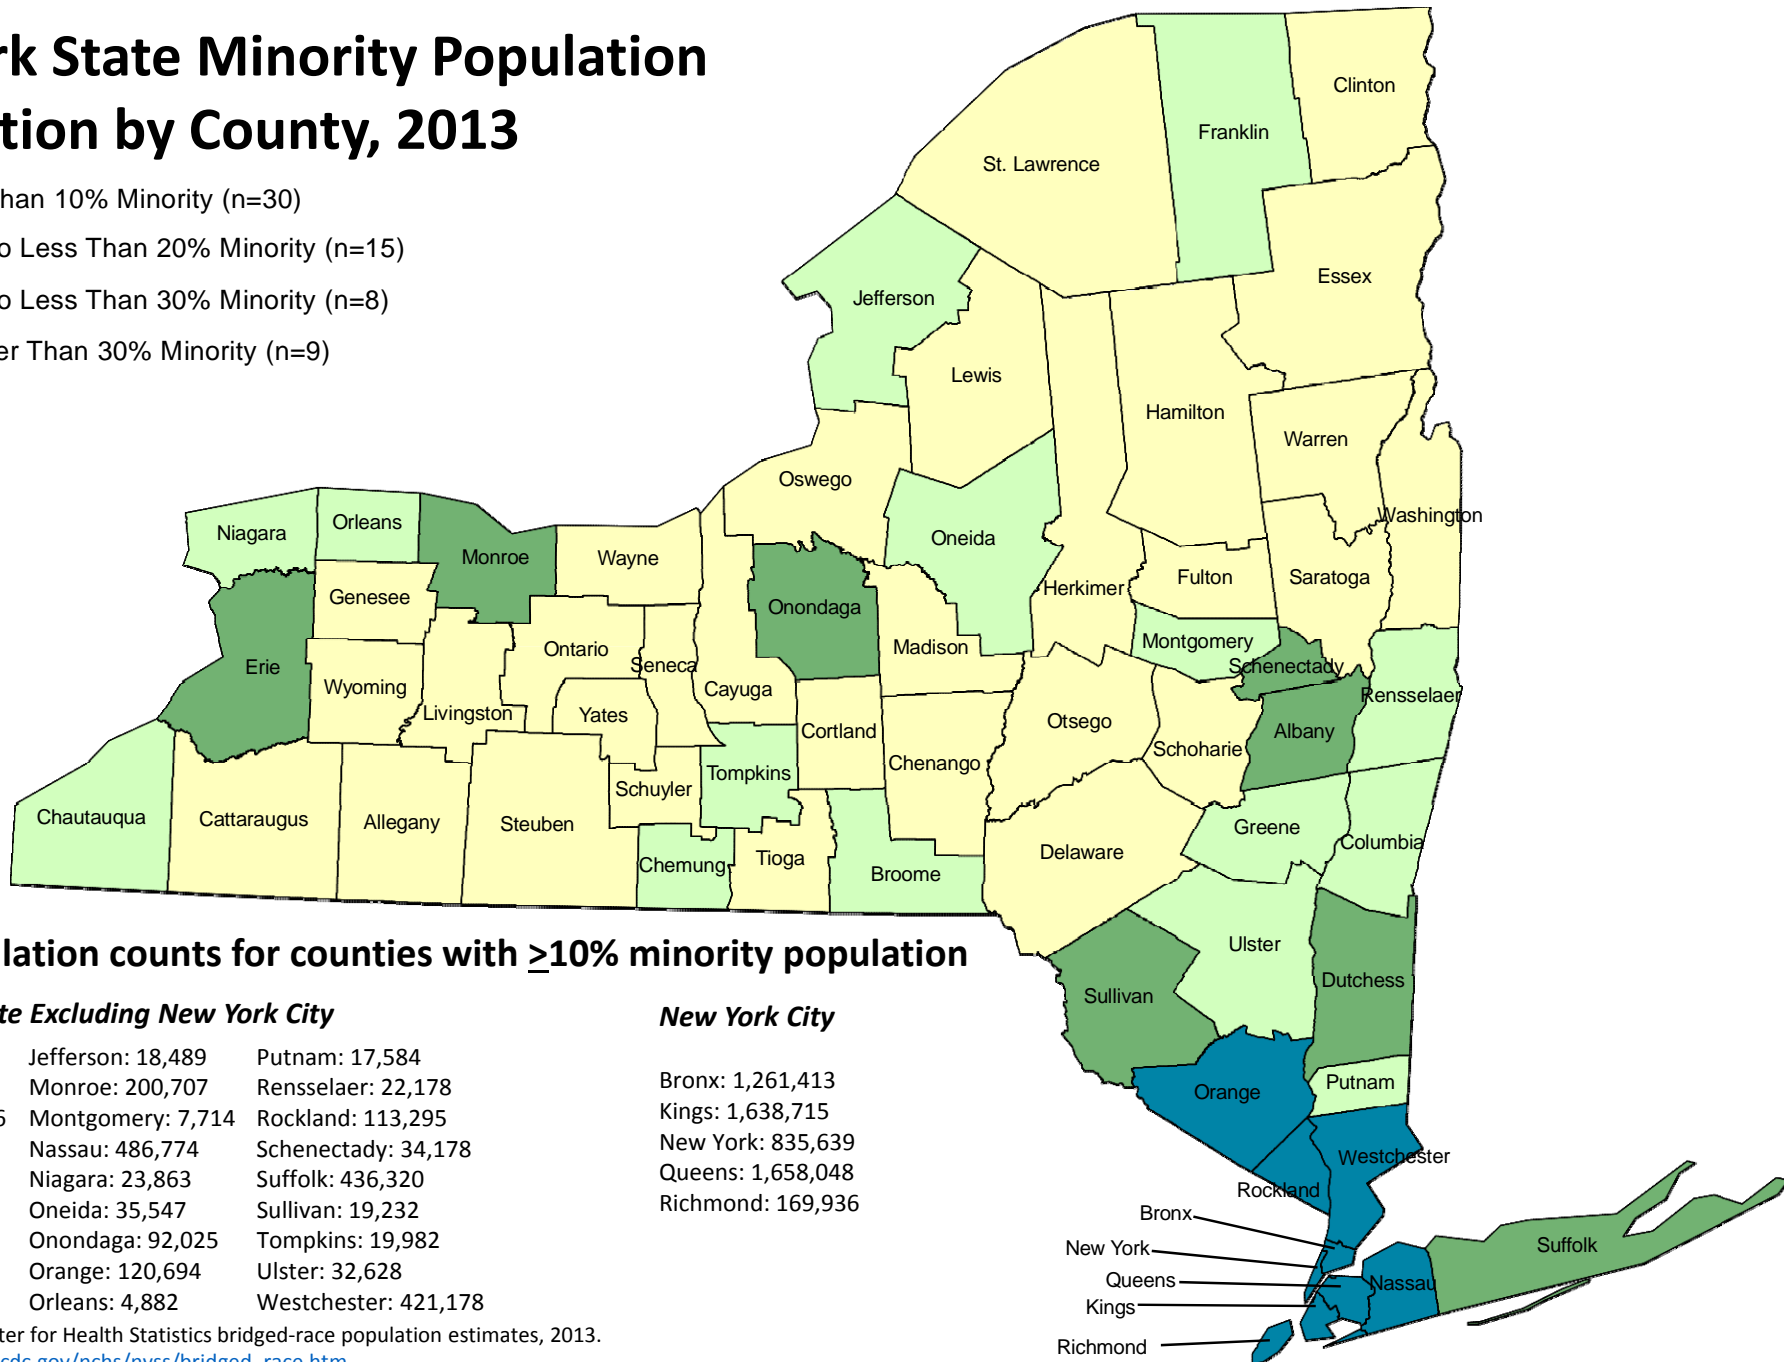 rk State Minority Population
tion by County, 2013
han 10% Minority (n=30)
o Less Than 20% Minority (n=15)
o Less Than 30% Minority (n=8)
er Than 30% Minority (n=9)
Clinton
Franklin
St. Lawrence
Essex
Jefferson
Lewis
Hamilton
Warren
Oswego
Washington
Niagara
Orleans
Oneida
Monroe
Wayne
Fulton
Saratoga
Herkimer
Genesee
Onondaga
Montgomery
Madison
Ontario
Erie
Seneca
Schenectady
Wyoming
Cayuga
Rensselaer
Livingston
Yates
Otsego
Cortland
Albany
Schoharie
Chenango
Tompkins
Schuyler
Chautauqua
Cattaraugus
Allegany
Steuben
Greene
Columbia
Delaware
Tioga
Chemung
Broome
Ulster
Dutchess
Sullivan
Putnam
Orange
Westchester
Rockland
Bronx
New York
Suffolk
Queens
Nassau
Kings
Richmond
lation counts for counties with >10% minority population
te Excluding New York City
Jefferson: 18,489 Putnam: 17,584
Monroe: 200,707 Rensselaer: 22,178
6 Montgomery: 7,714 Rockland: 113,295
Nassau: 486,774 Schenectady: 34,178
Niagara: 23,863 Suffolk: 436,320
Oneida: 35,547 Sullivan: 19,232
Onondaga: 92,025 Tompkins: 19,982
Orange: 120,694 Ulster: 32,628
Orleans: 4,882 Westchester: 421,178
New York City
Bronx: 1,261,413
Kings: 1,638,715
New York: 835,639
Queens: 1,658,048
Richmond: 169,936
ter for Health Statistics bridged-race population estimates, 2013.
cdc.gov/nchs/nvss/bridged_race.htm